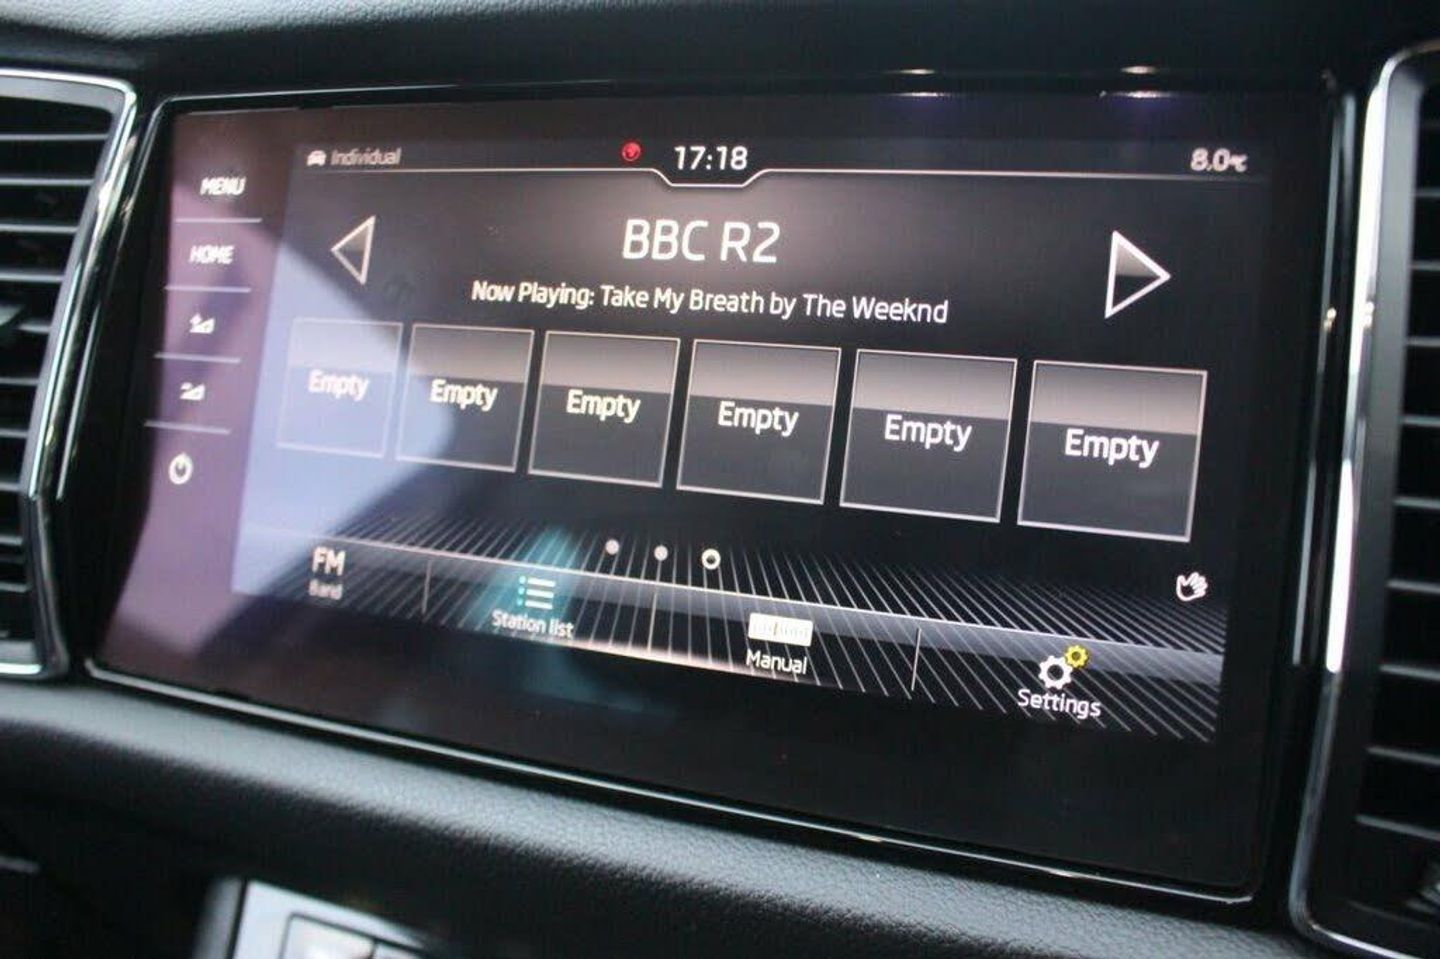 Individual
17:18
8.0°C
MENU
HOME
BBC R2
Now Playing: Take My Breath by The Weeknd
Empty
Empty
Empty
Empty
Empty
Empty
FM
Band
Station list
Manual
Settings